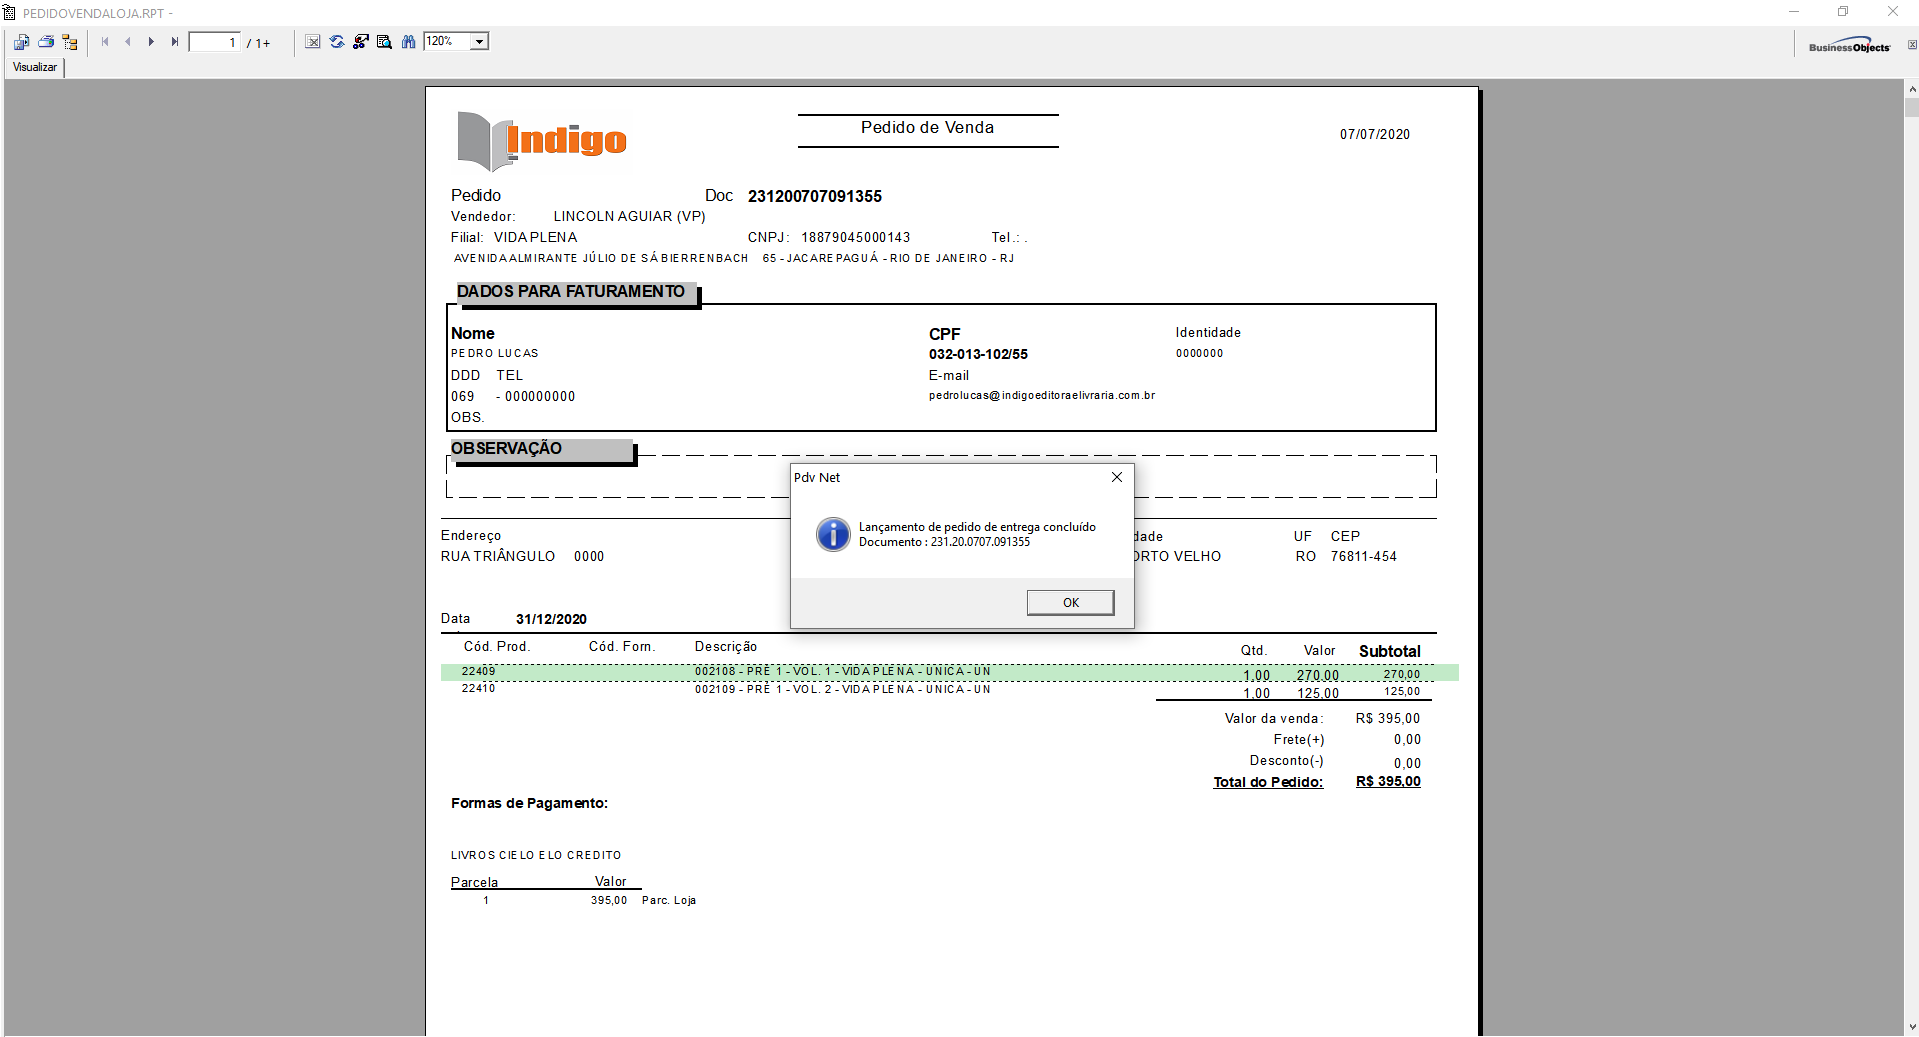 PEDIDOVENDALOJA.RPT -
1 / 1+
120%
BusinessObjects
Visualizar
Indigo
Pedido de Venda
07/07/2020
Pedido Doc 231200707091355
Vendedor: LINCOLN AGUIAR (VP)
Filial: VIDA PLENA CNPJ: 18879045000143 Tel.: .
AVENIDA ALMIRANTE JÚLIO DE SÁ BIERRENBACH 65 - JACAREPAGUÁ - RIO DE JANEIRO - RJ
DADOS PARA FATURAMENTO
Nome CPF Identidade
PEDRO LUCAS 032-013-102/55 0000000
DDD TEL E-mail
069 - 000000000 pedrolucas@indigoeditoraelivraria.com.br
OBS.
OBSERVAÇÃO
Pdv Net
Lançamento de pedido de entrega concluído
Documento : 231.20.0707.091355
OK
Endereço dade UF CEP
RUA TRIÂNGULO 0000 ORTO VELHO RO 76811-454
Data 31/12/2020
Cód. Prod. Cód. Forn. Descrição Qtd. Valor Subtotal
22409 002108 - PRÉ 1 - VOL. 1 - VIDA PLENA - UNICA - UN 1,00 270,00 270,00
22410 002109 - PRÉ 1 - VOL. 2 - VIDA PLENA - UNICA - UN 1,00 125,00 125,00
Valor da venda: R$ 395,00
Frete(+) 0,00
Desconto(-) 0,00
Total do Pedido: R$ 395,00
Formas de Pagamento:
LIVROS CIELO ELO CREDITO
Parcela Valor
1 395,00 Parc. Loja